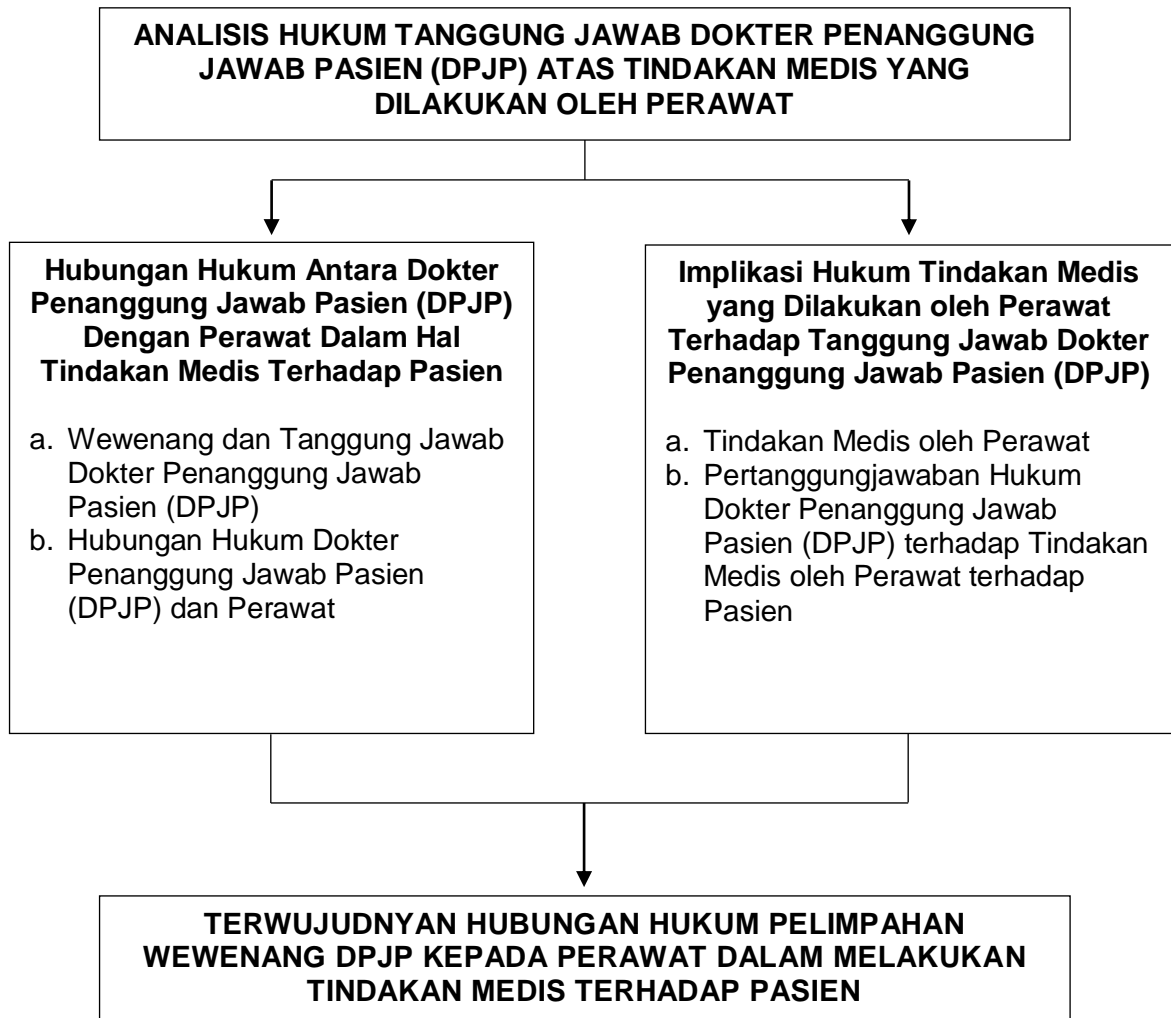 ANALISIS HUKUM TANGGUNG JAWAB DOKTER PENANGGUNG
JAWAB PASIEN (DPJP) ATAS TINDAKAN MEDIS YANG
DILAKUKAN OLEH PERAWAT
Hubungan Hukum Antara Dokter
Penanggung Jawab Pasien (DPJP)
Dengan Perawat Dalam Hal
Tindakan Medis Terhadap Pasien
a. Wewenang dan Tanggung Jawab
Dokter Penanggung Jawab
Pasien (DPJP)
b. Hubungan Hukum Dokter
Penanggung Jawab Pasien
(DPJP) dan Perawat
Implikasi Hukum Tindakan Medis
yang Dilakukan oleh Perawat
Terhadap Tanggung Jawab Dokter
Penanggung Jawab Pasien (DPJP)
a. Tindakan Medis oleh Perawat
b. Pertanggungjawaban Hukum
Dokter Penanggung Jawab
Pasien (DPJP) terhadap Tindakan
Medis oleh Perawat terhadap
Pasien
TERWUJUDNYAN HUBUNGAN HUKUM PELIMPAHAN
WEWENANG DPJP KEPADA PERAWAT DALAM MELAKUKAN
TINDAKAN MEDIS TERHADAP PASIEN